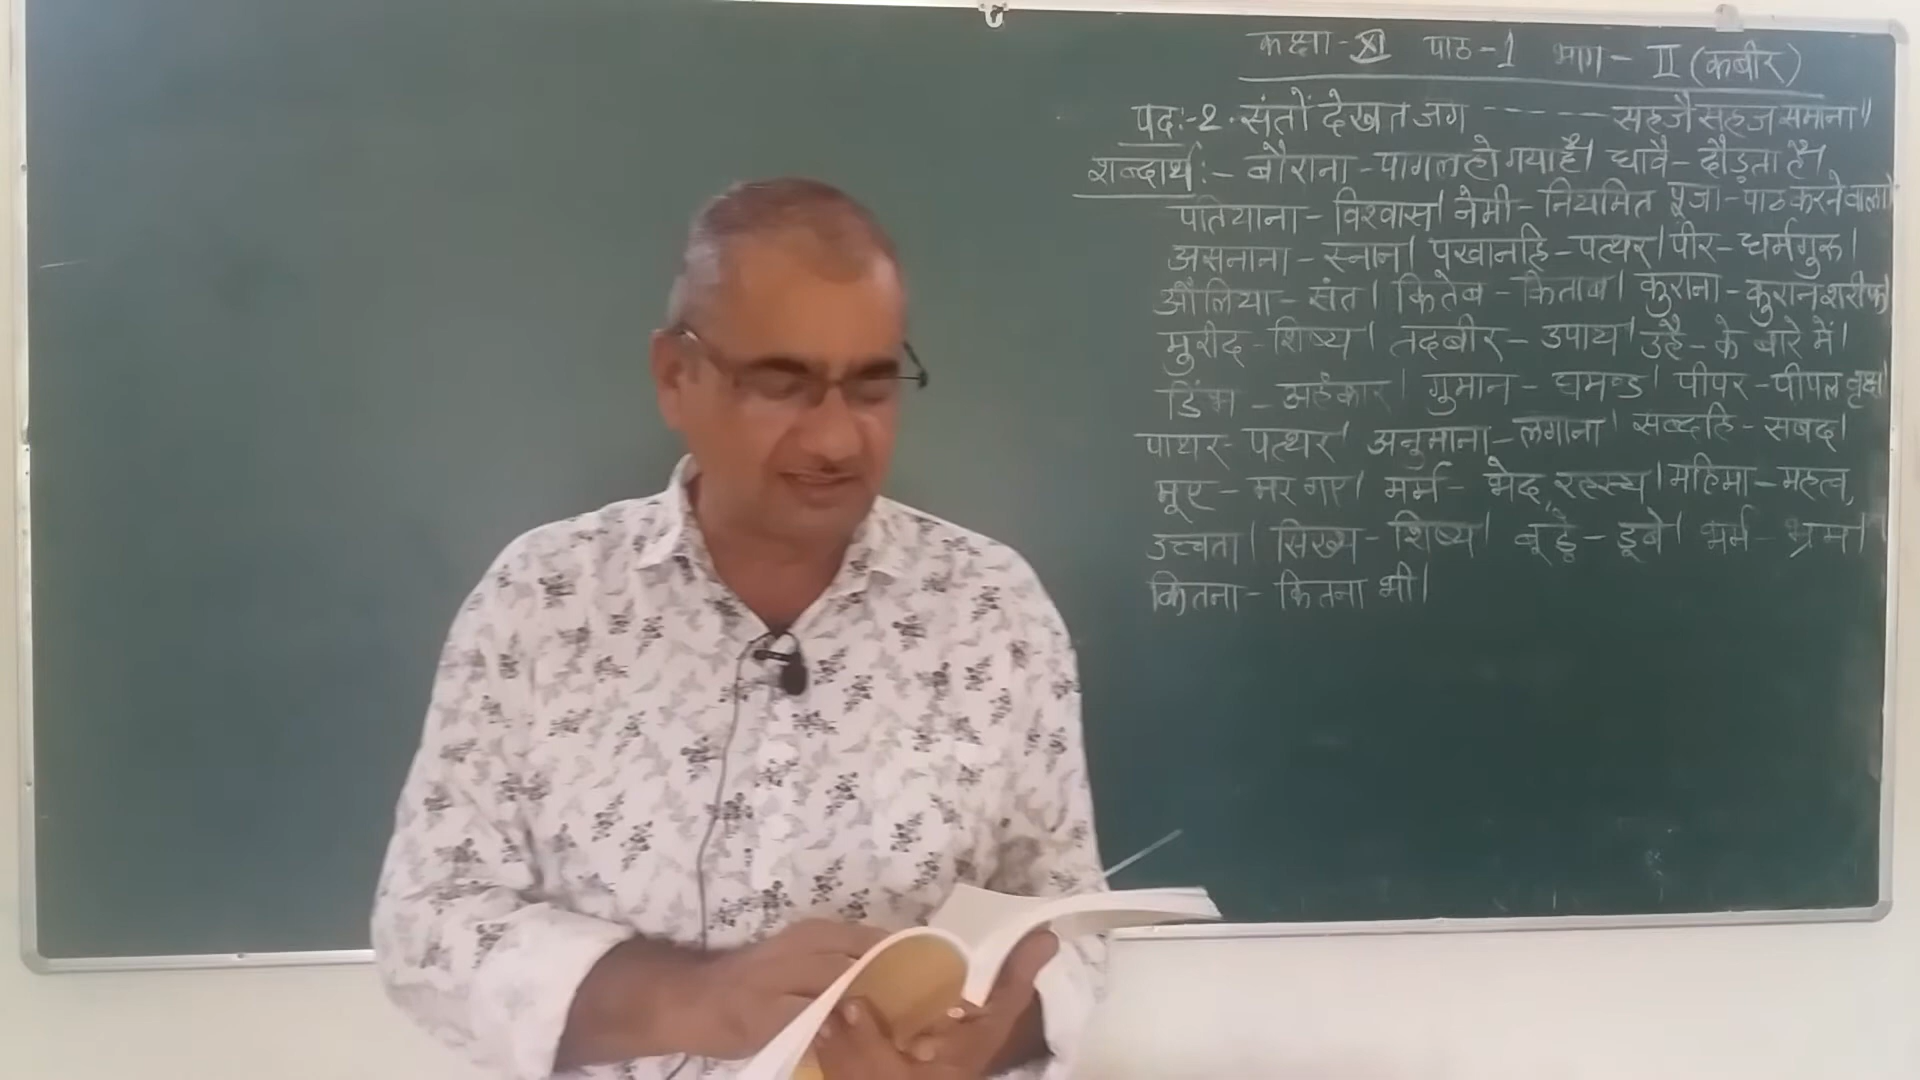 कक्षा-XI पाठ-1 भाग-II (कबीर)
पद:-2. संतों देखत जग ---- सहजै सहज समाना॥
शब्दार्थ:- बौराना-पागल हो गया है। धावै-दौड़ता है।
पतियाना-विश्वास। नेमी-नियमित पूजा-पाठ करने वाला।
असनाना-स्नान। पखानहि-पत्थर। पीर-धर्मगुरु।
औलिया-संत। कितेब-किताब। कुराना-कुरान शरीफ।
मुरीद-शिष्य। तदबीर-उपाय। उहै-के बारे में।
डिंभ-अहंकार। गुमान-घमण्ड। पीपर-पीपल वृक्ष।
पाथर-पत्थर। अनुमाना-लगाना। सब्दहि-सबद।
मूए-मर गए। मर्म-भेद, रहस्य। महिमा-महत्व,
उच्चता। सिख्य-शिष्य। बूड़े-डूबे। भर्म-भ्रम।
कितना-कितना भी।